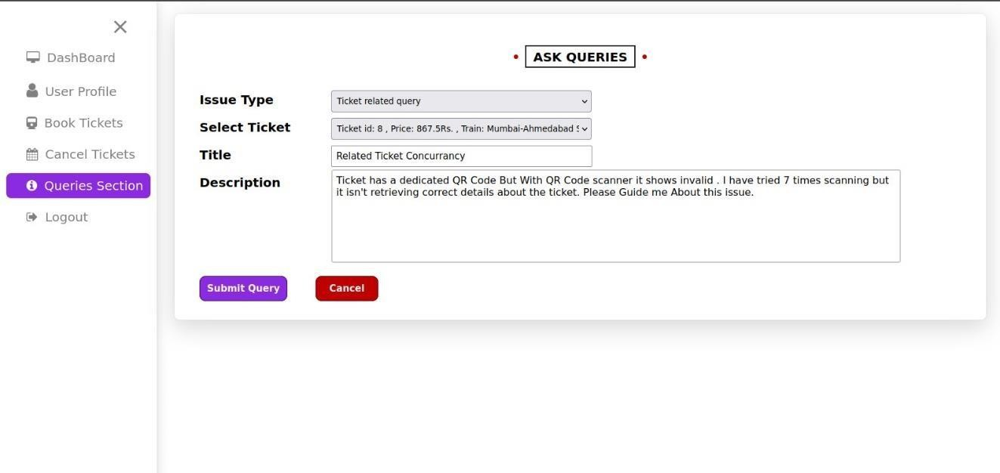 DashBoard
User Profile
Book Tickets
Cancel Tickets
Queries Section
Logout
ASK QUERIES
Issue Type
Ticket related query
Select Ticket
Ticket id: 8 , Price: 867.5Rs. , Train: Mumbai-Ahmedabad
Title
Related Ticket Concurrancy
Description
Ticket has a dedicated QR Code But With QR Code scanner it shows invalid . I have tried 7 times scanning but
it isn't retrieving correct details about the ticket. Please Guide me About this issue.
Submit Query
Cancel